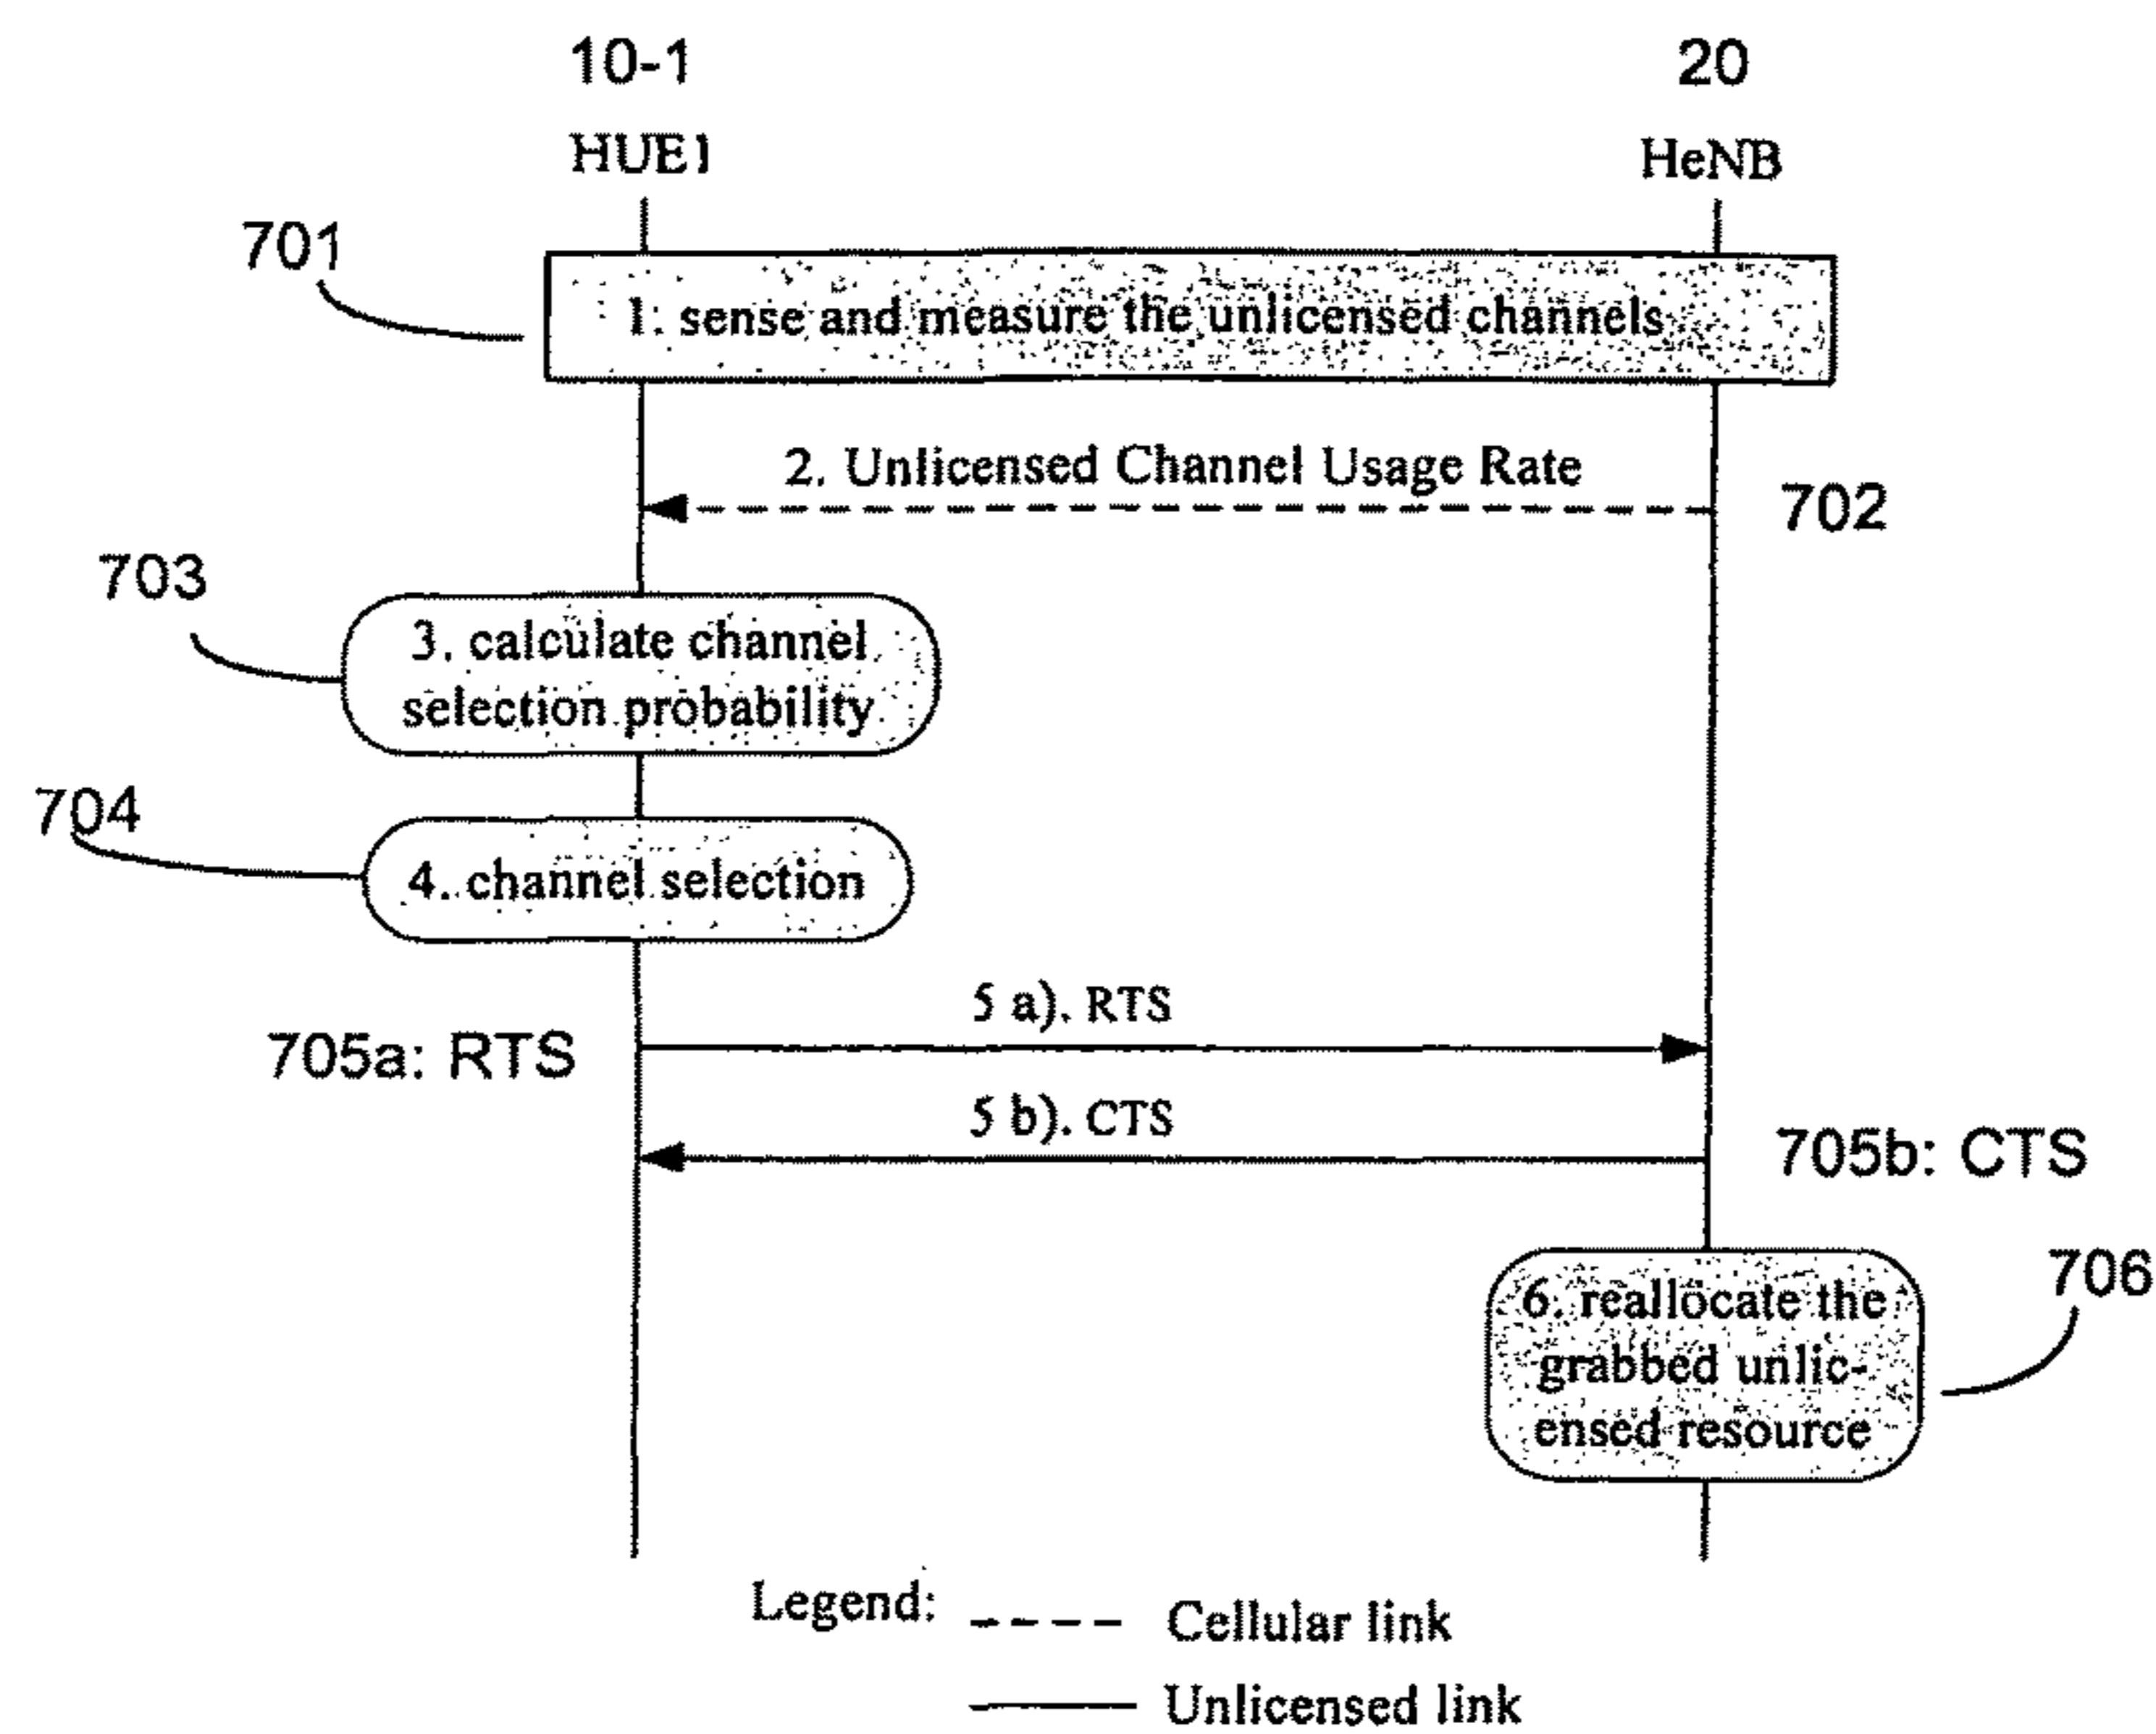 10-1
20
HUE1
HeNB
701
1. sense and measure the unlicensed channels
2. Unlicensed Channel Usage Rate
702
703
3. calculate channel
selection probability
704
4. channel selection
5 a). RTS
705a: RTS
5 b). CTS
705b: CTS
706
6. reallocate the
grabbed unlic-
ensed resource
Legend:
Cellular link
Unlicensed link